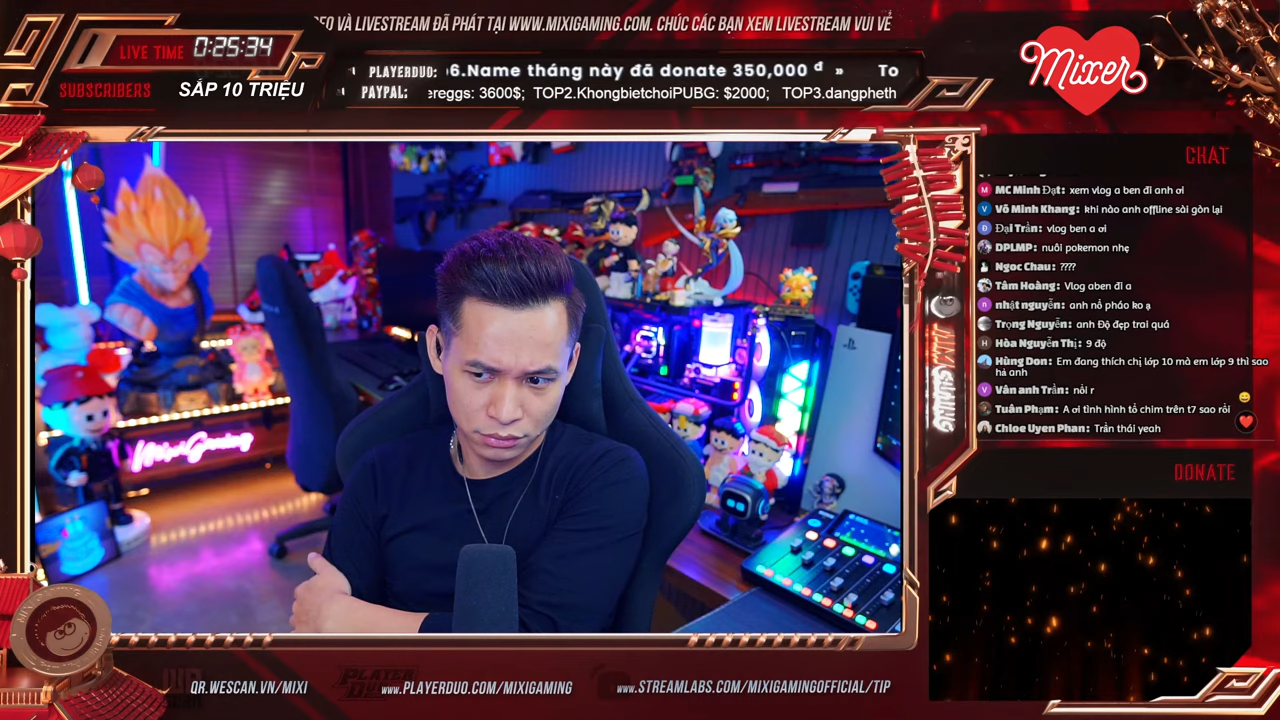 VÀ LIVESTREAM ĐÃ PHÁT TẠI WWW.MIXIGAMING.COM. CHÚC CÁC BẠN XEM LIVESTREAM VUI VẺ
LIVE TIME 0:25:34
SUBSCRIBERS SẮP 10 TRIỆU
PLAYERDUO: 6.Name tháng này đã donate 350,000 đ » To
PAYPAL: ereggs: 3600$; TOP2.KhongbietchoiPUBG: $2000; TOP3.dangpheth
Mixer
CHAT
MC Minh Đạt: xem vlog a ben đi anh ơi
Võ Minh Khang: khi nào anh offline sài gòn lại
Đại Trần: vlog ben a ơi
DPLMP: nuôi pokemon nhẹ
Ngoc Chau: ????
Tâm Hoàng: Vlog aben đi a
nhật nguyễn: anh nổ pháo ko ạ
Trọng Nguyễn: anh Độ đẹp trai quá
Hòa Nguyễn Thị: 9 độ
Hùng Don: Em đang thích chị lớp 10 mà em lớp 9 thì sao
hả anh
Vân anh Trần: nổi r
Tuân Phạm: A ơi tình hình tổ chim trên t7 sao rồi
Chloe Uyen Phan: Trấn thái yeah
MixiGaming
MIXIGAMING
DONATE
QR.WESCAN.VN/MIXI
WWW.PLAYERDUO.COM/MIXIGAMING
WWW.STREAMLABS.COM/MIXIGAMINGOFFICIAL/TIP